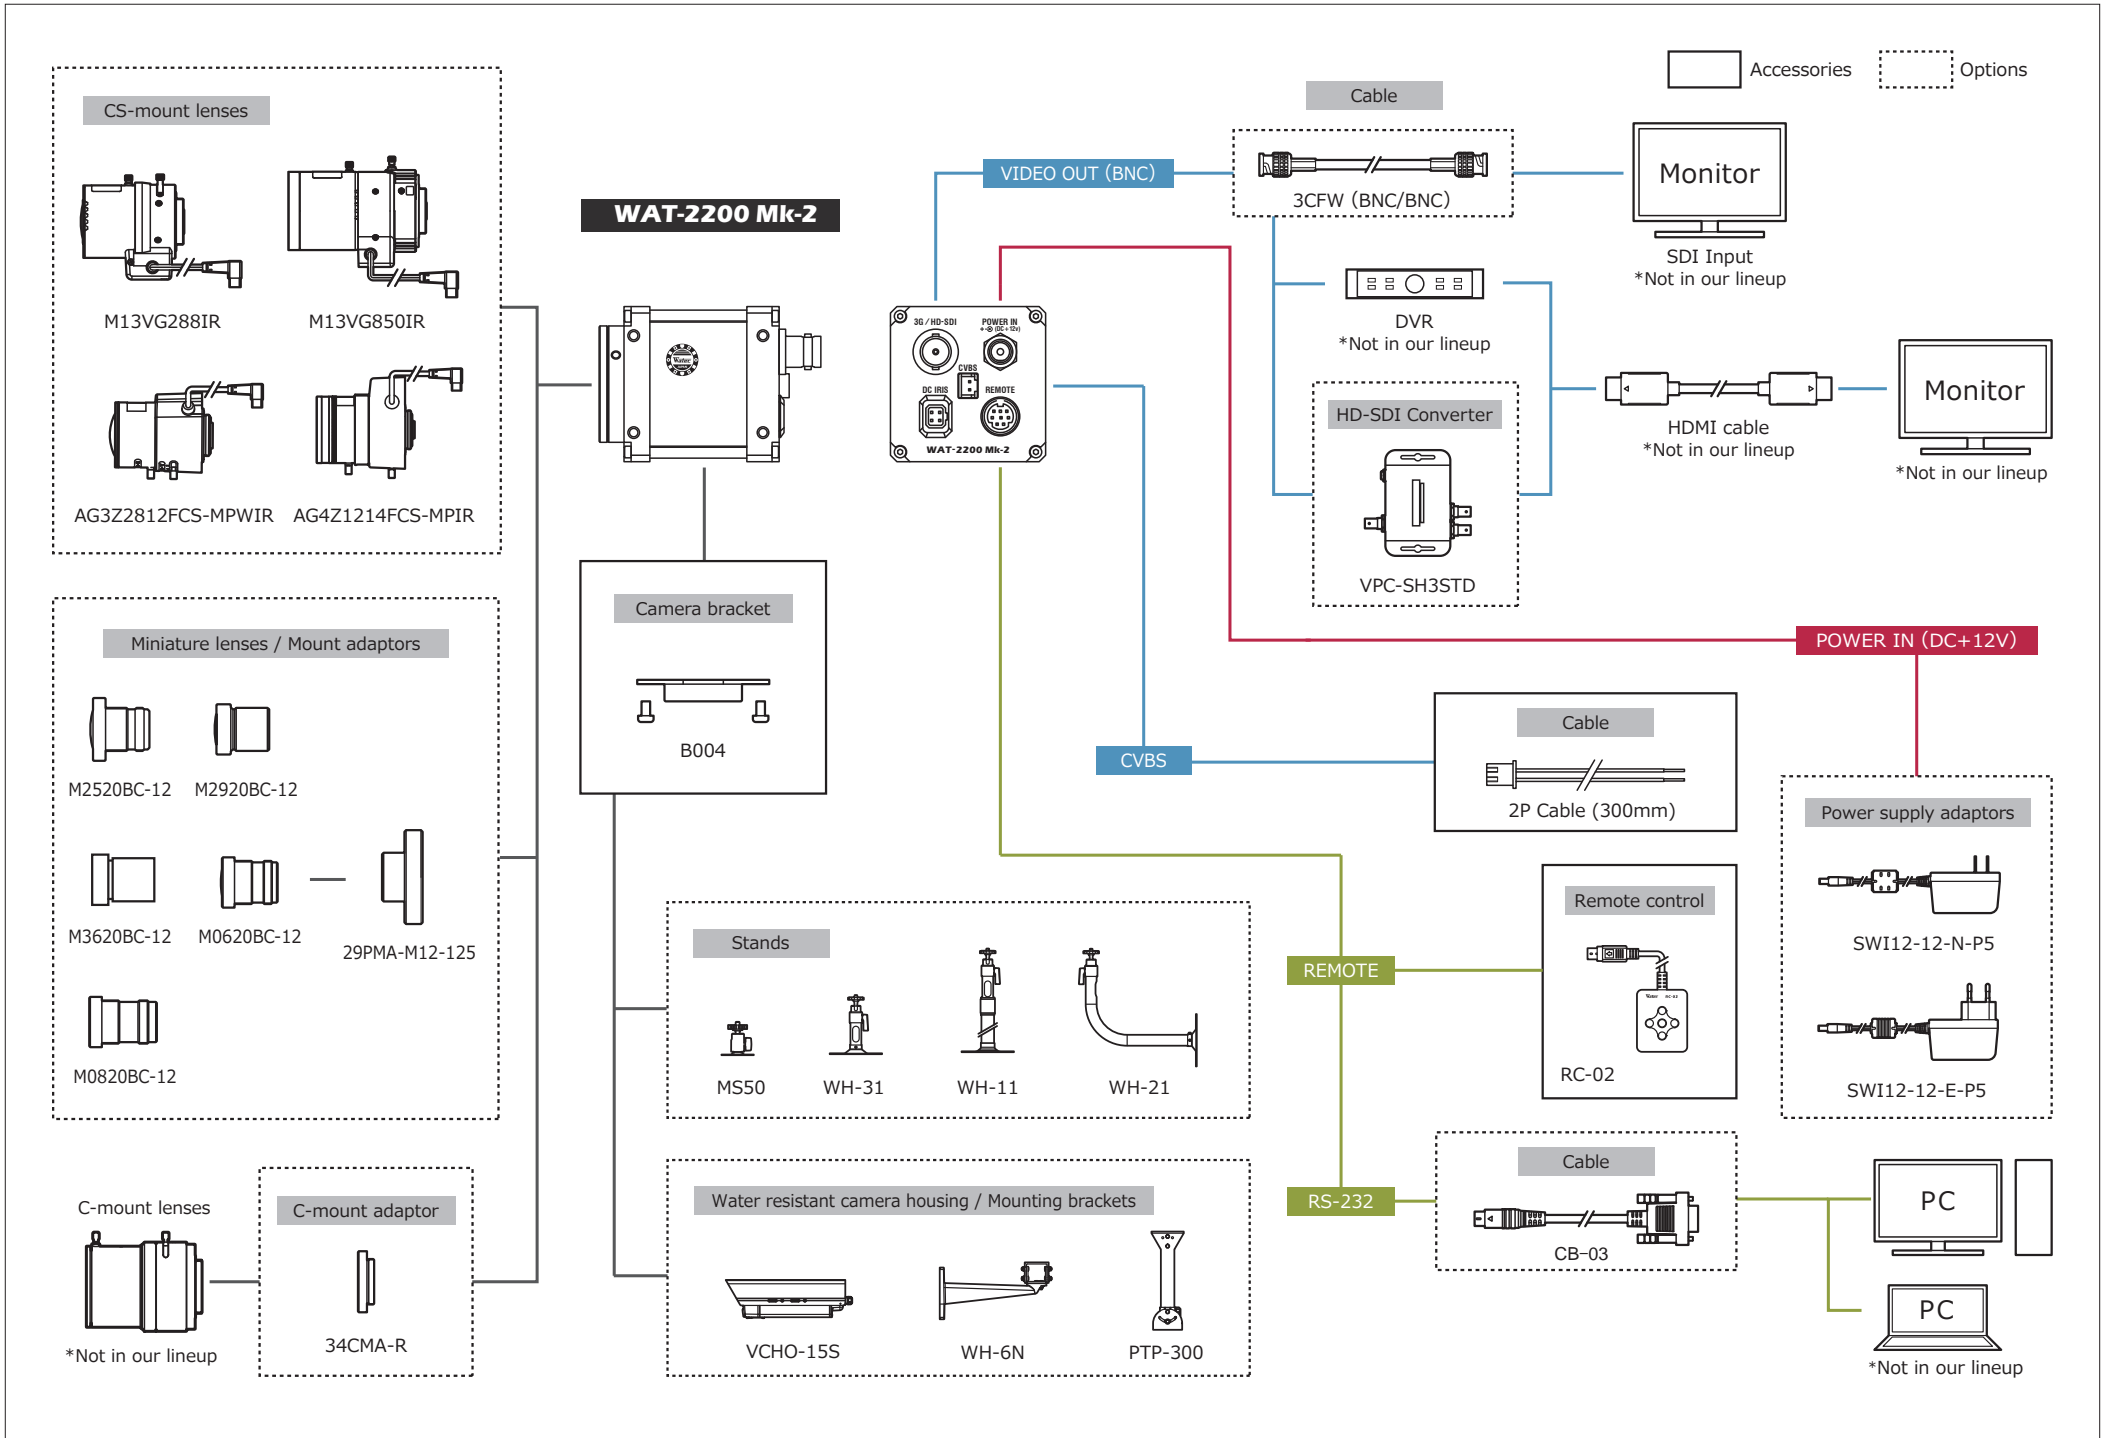 Accessories
Options
CS-mount lenses
M13VG288IR
M13VG850IR
AG3Z2812FCS-MPWIR
AG4Z1214FCS-MPIR
Miniature lenses / Mount adaptors
M2520BC-12
M2920BC-12
M3620BC-12
M0620BC-12
29PMA-M12-125
M0820BC-12
C-mount lenses
*Not in our lineup
C-mount adaptor
34CMA-R
WAT-2200 Mk-2
Watec
3G / HD-SDI
POWER IN
(DC+12v)
CVBS
DC IRIS
REMOTE
WAT-2200 Mk-2
Camera bracket
B004
Stands
MS50
WH-31
WH-11
WH-21
Water resistant camera housing / Mounting brackets
VCHO-15S
WH-6N
PTP-300
VIDEO OUT (BNC)
Cable
3CFW (BNC/BNC)
Monitor
SDI Input
*Not in our lineup
DVR
*Not in our lineup
HD-SDI Converter
VPC-SH3STD
HDMI cable
*Not in our lineup
Monitor
*Not in our lineup
POWER IN (DC+12V)
Power supply adaptors
SWI12-12-N-P5
SWI12-12-E-P5
CVBS
Cable
2P Cable (300mm)
REMOTE
Remote control
Watec RC-02
RC-02
RS-232
Cable
CB-03
PC
PC
*Not in our lineup